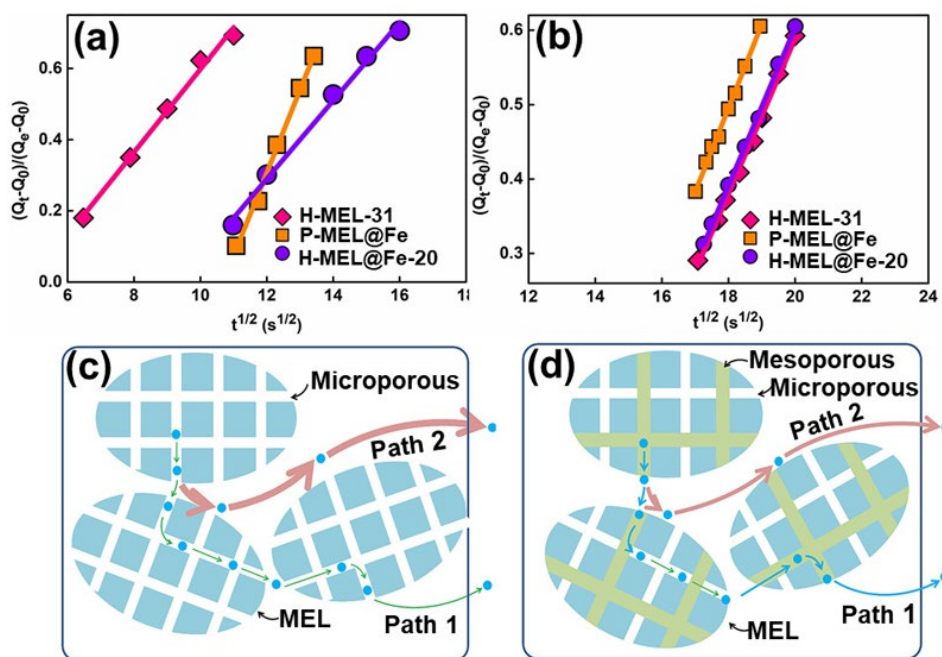 (a)
(Qt-Q0)/(Qe-Q0)
0.6
0.4
0.2
0.0
H-MEL-31
P-MEL@Fe
H-MEL@Fe-20
6 8 10 12 14 16 18
t1/2 (s1/2)
(b)
(Qt-Q0)/(Qe-Q0)
0.6
0.5
0.4
0.3
H-MEL-31
P-MEL@Fe
H-MEL@Fe-20
12 14 16 18 20 22 24
t1/2 (s1/2)
(c)
Microporous
Path 2
MEL
Path 1
(d)
Mesoporous
Microporous
Path 2
Path 1
MEL